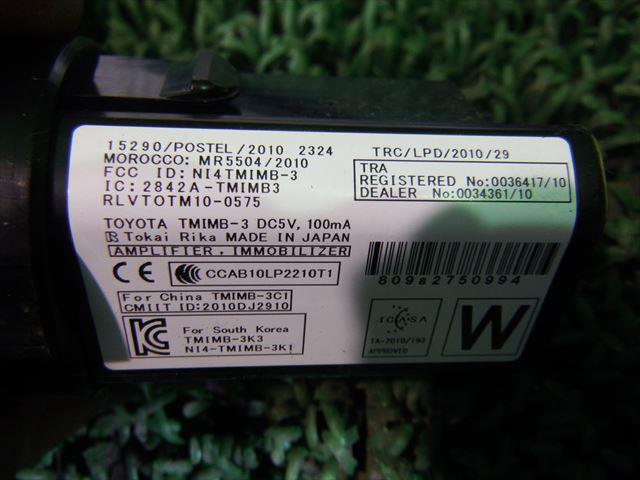 15290/POSTEL/2010 2324
MOROCCO: MR5504/2010
FCC ID: NI4TMIMB-3
IC: 2842A-TMIMB3
RLVTOTM10-0575
TOYOTA TMIMB-3 DC5V, 100mA
R Tokai Rika MADE IN JAPAN
AMPLIFIER, IMMOBILIZER
CE CCC CCAB10LP2210T1
For China TMIMB-3C1
CMIIT ID:2010DJ2910
KC For South Korea
TMIMB-3K3
NI4-TMIMB-3K1
TRC/LPD/2010/29
TRA
REGISTERED No:0036417/10
DEALER No:0034361/10
809a2750994
ICASA
TA-2010/193
APPROVED
W